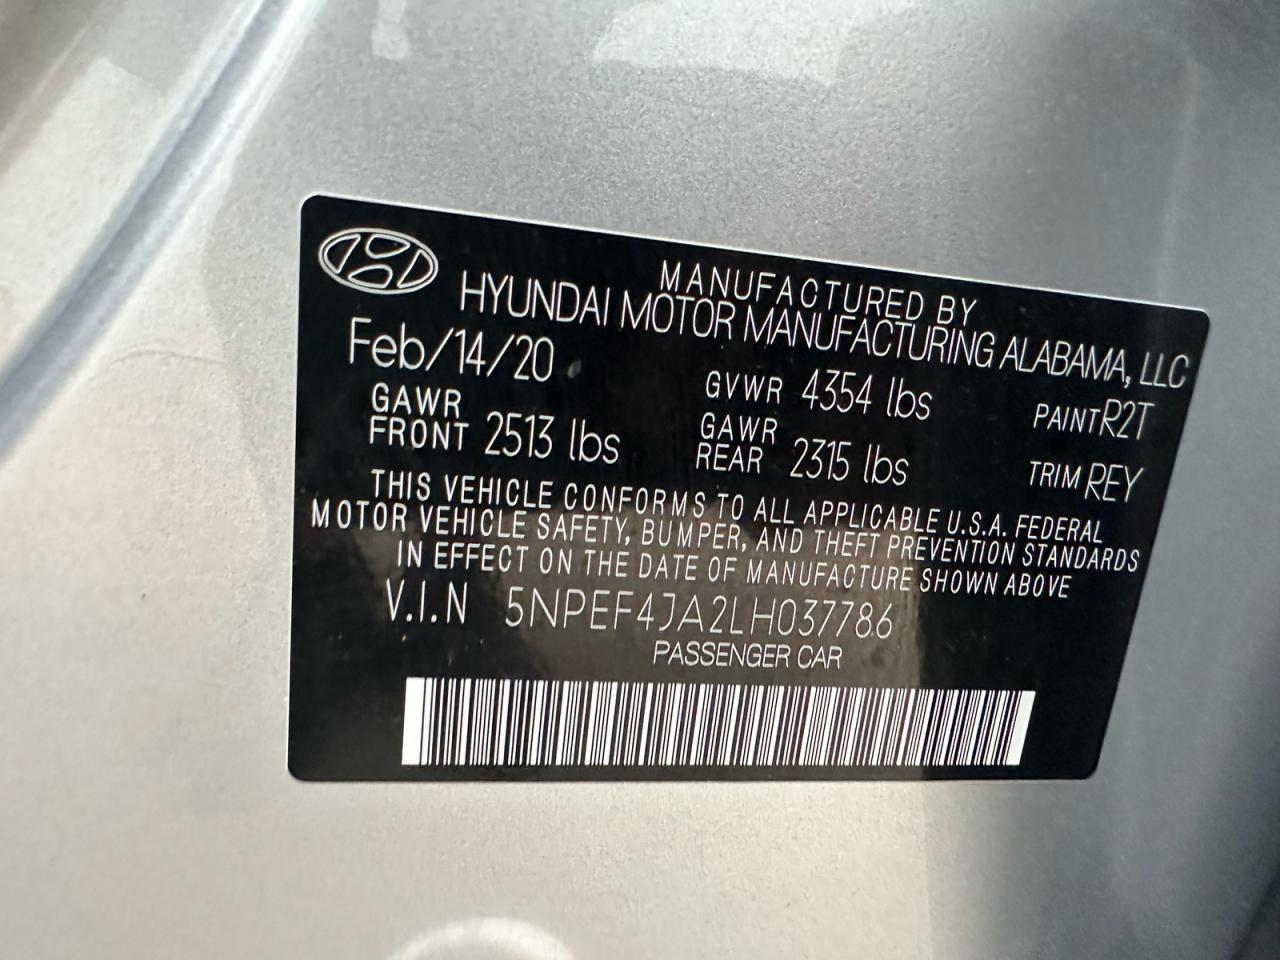 MANUFACTURED BY
HYUNDAI MOTOR MANUFACTURING ALABAMA, LLC
Feb/14/20
GAWR FRONT 2513 lbs
GVWR 4354 lbs
GAWR REAR 2315 lbs
PAINT R2T
TRIM REY
THIS VEHICLE CONFORMS TO ALL APPLICABLE U.S.A. FEDERAL
MOTOR VEHICLE SAFETY, BUMPER, AND THEFT PREVENTION STANDARDS
IN EFFECT ON THE DATE OF MANUFACTURE SHOWN ABOVE
V.I.N 5NPEF4JA2LH037786
PASSENGER CAR